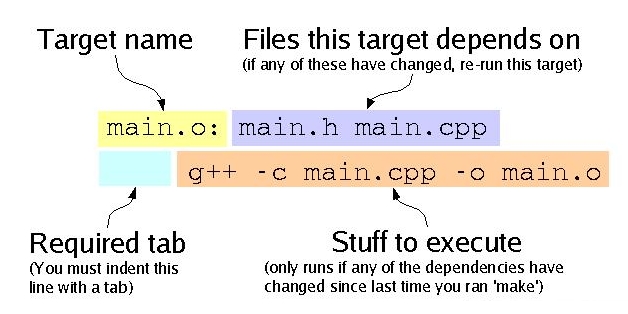 Target name
Files this target depends on
(if any of these have changed, re-run this target)
main.o: main.h main.cpp
g++ -c main.cpp -o main.o
Required tab
(You must indent this
line with a tab)
Stuff to execute
(only runs if any of the dependencies have
changed since last time you ran 'make')